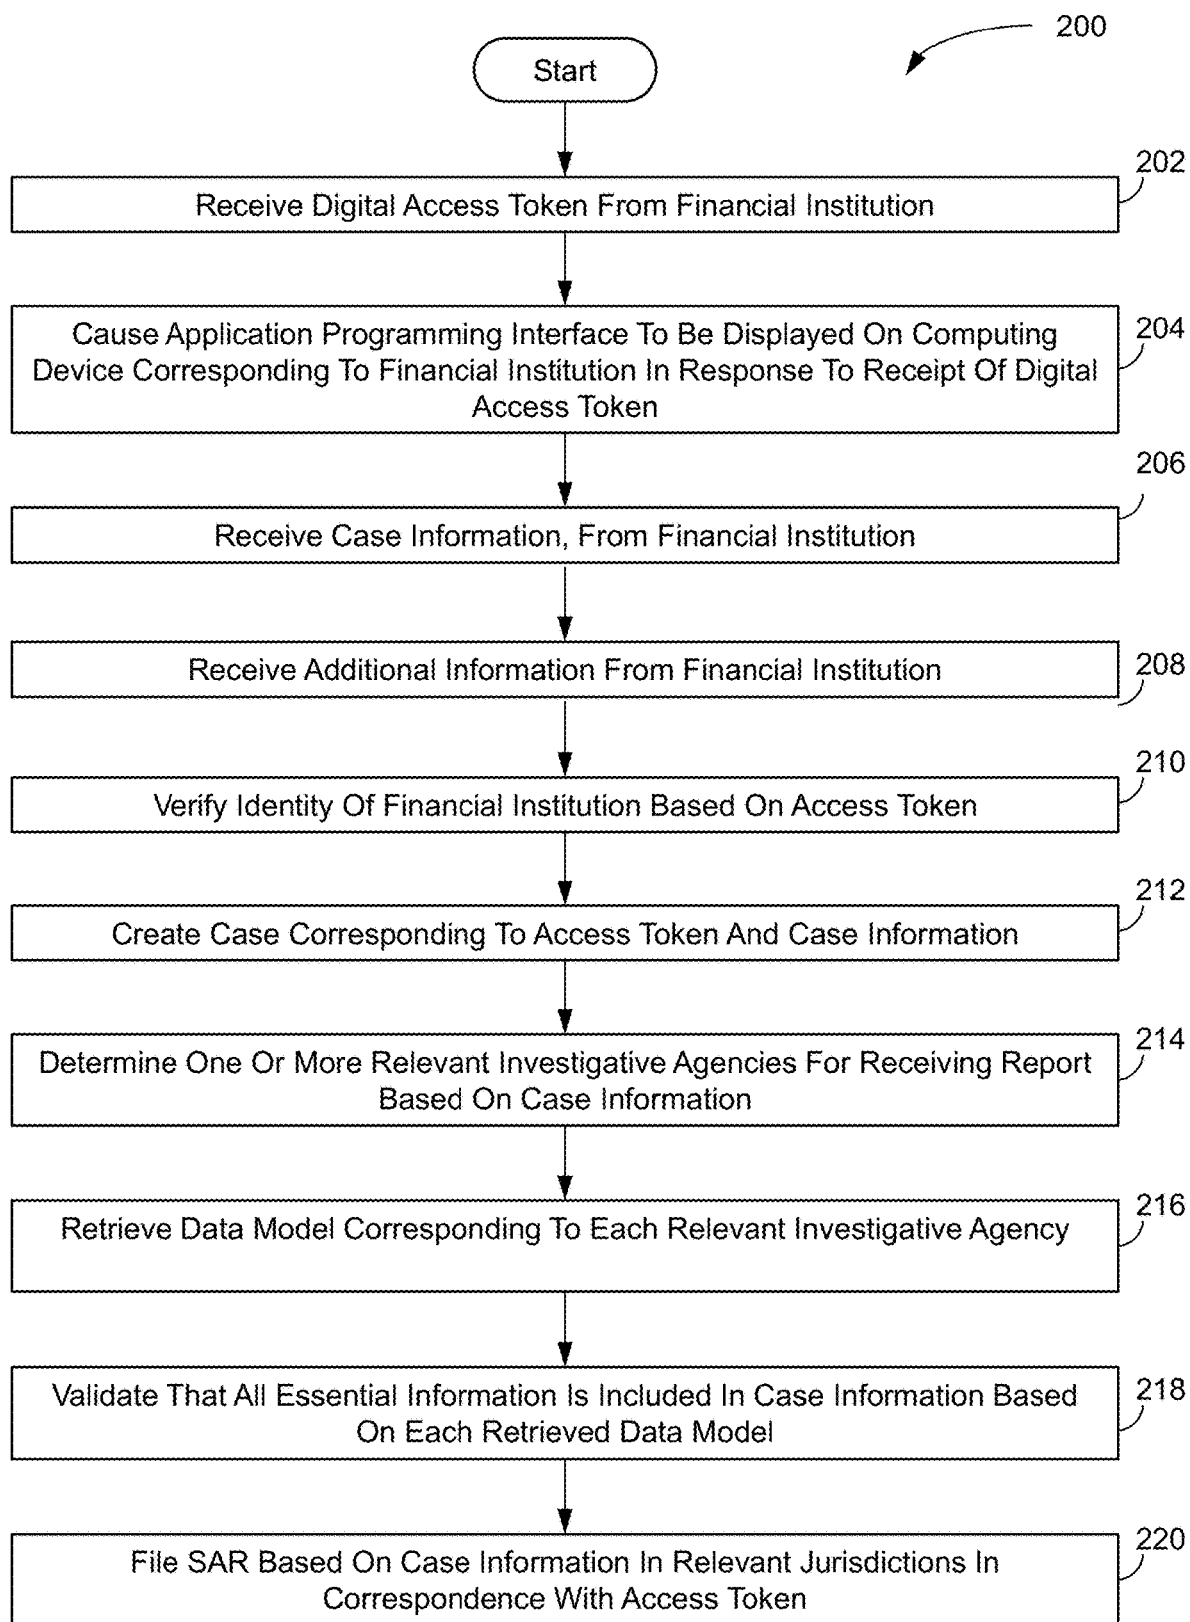 200
Start
202
Receive Digital Access Token From Financial Institution
204
Cause Application Programming Interface To Be Displayed On Computing
Device Corresponding To Financial Institution In Response To Receipt Of Digital
Access Token
206
Receive Case Information, From Financial Institution
208
Receive Additional Information From Financial Institution
210
Verify Identity Of Financial Institution Based On Access Token
212
Create Case Corresponding To Access Token And Case Information
214
Determine One Or More Relevant Investigative Agencies For Receiving Report
Based On Case Information
216
Retrieve Data Model Corresponding To Each Relevant Investigative Agency
218
Validate That All Essential Information Is Included In Case Information Based
On Each Retrieved Data Model
220
File SAR Based On Case Information In Relevant Jurisdictions In
Correspondence With Access Token